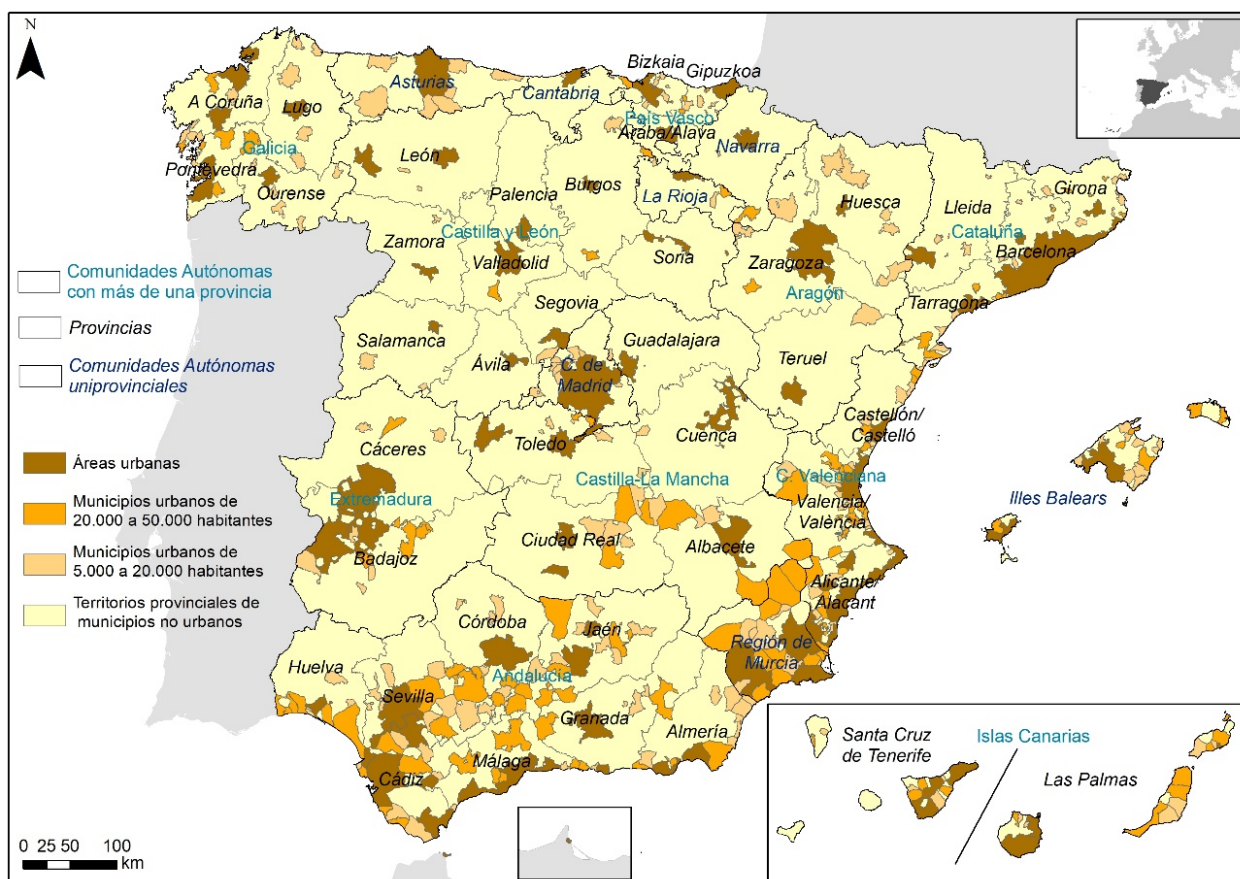 N
Bizkaia
Gipuzkoa
Asturias
Cantabria
A Coruña
Lugo
País Vasco
Araba/Álava
Galicia
León
Navarra
Pontevedra
Ourense
Palencia
Burgos
La Rioja
Huesca
Lleida
Girona
Zamora
Castilla y León
Cataluña
Valladolid
Soria
Zaragoza
Barcelona
Aragón
Tarragona
Segovia
Salamanca
Guadalajara
Ávila
C. de
Madrid
Teruel
Castellón/
Castelló
Cáceres
Toledo
Cuenca
Extremadura
Castilla-La Mancha
C. Valenciana
Valencia/
València
Illes Balears
Badajoz
Ciudad Real
Albacete
Alicante/
Alacant
Córdoba
Jaén
Región de
Murcia
Huelva
Sevilla
Andalucía
Granada
Almería
Málaga
Cádiz
Comunidades Autónomas
con más de una provincia
Provincias
Comunidades Autónomas
uniprovinciales
Áreas urbanas
Municipios urbanos de
20.000 a 50.000 habitantes
Municipios urbanos de
5.000 a 20.000 habitantes
Territorios provinciales de
municipios no urbanos
0 25 50 100
km
Santa Cruz
de Tenerife
Islas Canarias
Las Palmas